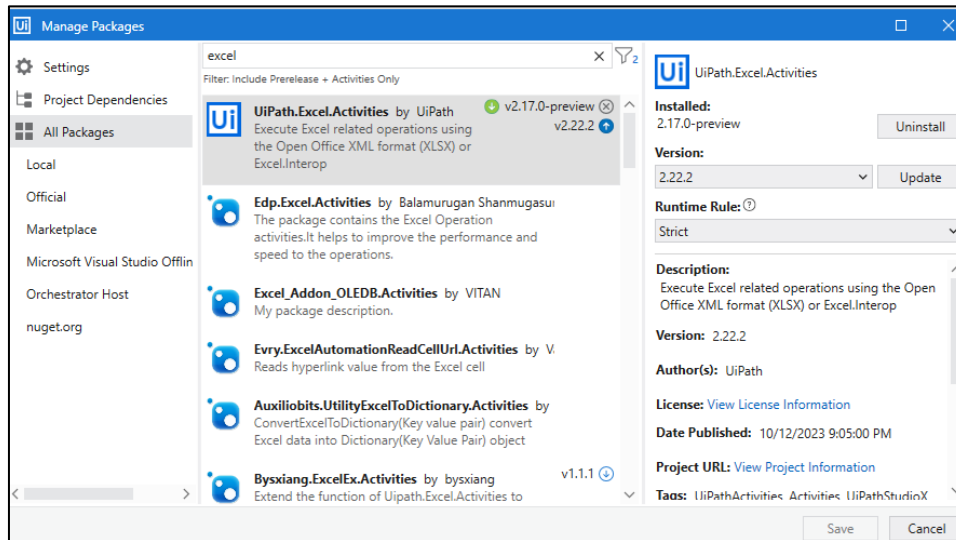 Ui Manage Packages
Settings
Project Dependencies
All Packages
Local
Official
Marketplace
Microsoft Visual Studio Offlin
Orchestrator Host
nuget.org
excel
2
Filter: Include Prerelease + Activities Only
Ui
UiPath.Excel.Activities by UiPath
v2.17.0-preview
v2.22.2
Execute Excel related operations using
the Open Office XML format (XLSX) or
Excel.Interop
Edp.Excel.Activities by Balamurugan Shanmugasu
The package contains the Excel Operation
activities.It helps to improve the performance and
speed to the operations.
Excel_Addon_OLEDB.Activities by VITAN
My package description.
Evry.ExcelAutomationReadCellUrl.Activities by
Reads hyperlink value from the Excel cell
Auxiliobits.UtilityExcelToDictionary.Activities by
ConvertExcelToDictionary(Key value pair) convert
Excel data into Dictionary(Key Value Pair) object
Bysxiang.ExcelEx.Activities by bysxiang
v1.1.1
Extend the function of Uipath.Excel.Activities to
Ui UiPath.Excel.Activities
Installed:
2.17.0-preview
Uninstall
Version:
2.22.2
Update
Runtime Rule:
Strict
Description:
Execute Excel related operations using the Open
Office XML format (XLSX) or Excel.Interop
Version: 2.22.2
Author(s): UiPath
License: View License Information
Date Published: 10/12/2023 9:05:00 PM
Project URL: View Project Information
Tags: UiPathActivities Activities UiPathStudioX
Save
Cancel